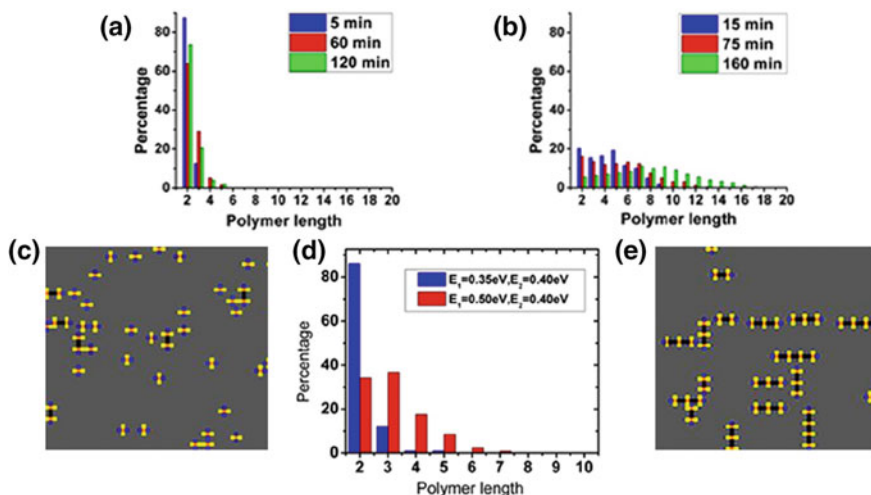 (a)
5 min
60 min
120 min
Percentage
80
60
40
20
0
2 4 6 8 10 12 14 16 18 20
Polymer length
(b)
15 min
75 min
160 min
Percentage
80
60
40
20
0
2 4 6 8 10 12 14 16 18 20
Polymer length
(c)
(d)
E1=0.35eV,E2=0.40eV
E1=0.50eV,E2=0.40eV
Percentage
80
60
40
20
0
2 3 4 5 6 7 8 9 10
Polymer length
(e)